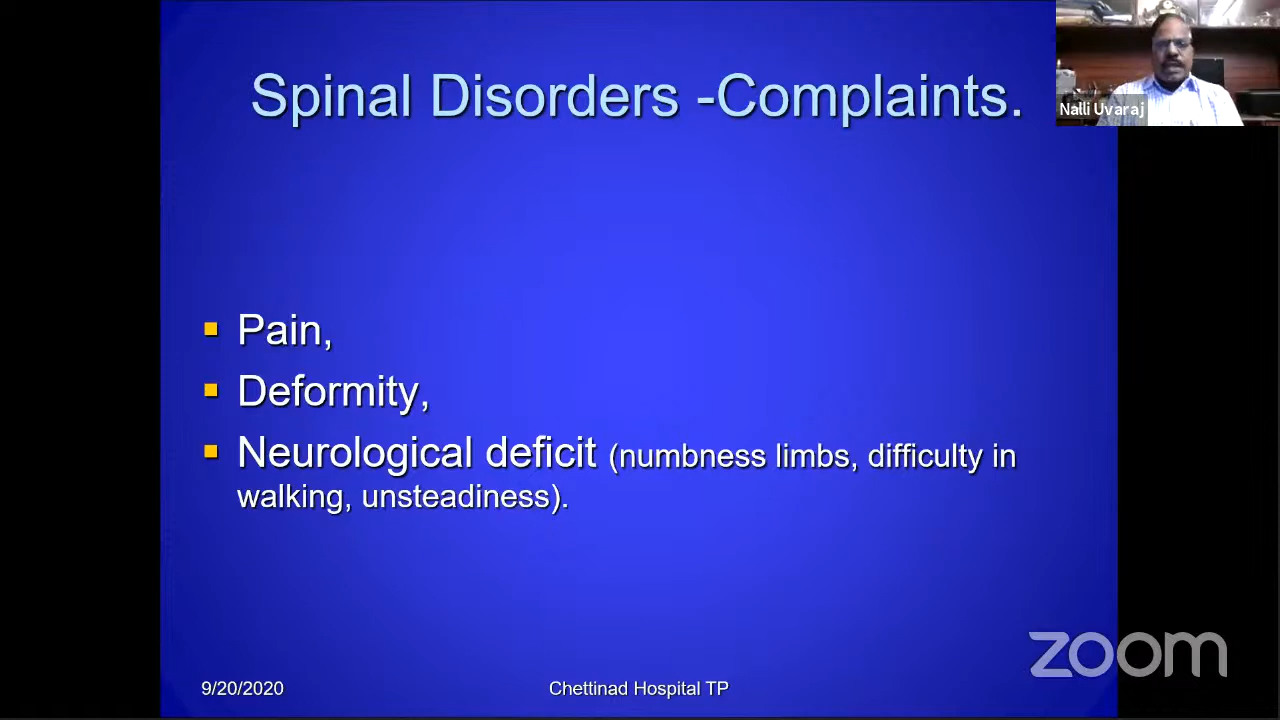 Spinal Disorders -Complaints.
Nalli Uvaraj
Pain,
Deformity,
Neurological deficit (numbness limbs, difficulty in
walking, unsteadiness).
zoom
9/20/2020
Chettinad Hospital TP